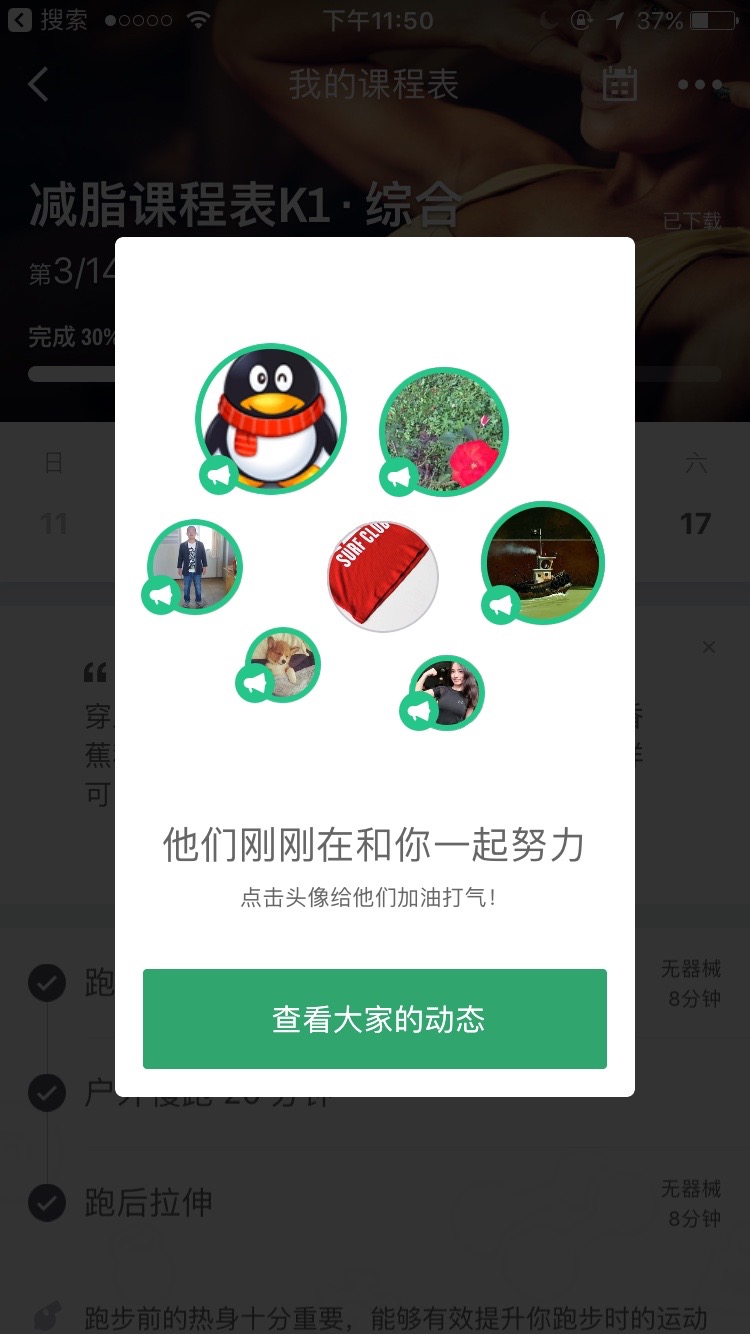 搜索 下午11:50 37%
我的课程表
减脂课程表K1 · 综合
已下载
第3/14
完成 30%
日 六
11 17
SURF CLUB
“
穿
蕉
可
他们刚刚在和你一起努力
点击头像给他们加油打气！
查看大家的动态
跑
无器械
8分钟
户外慢跑 20 分钟
跑后拉伸
无器械
8分钟
跑步前的热身十分重要，能够有效提升你跑步时的运动